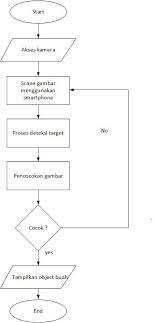 Start
Akses kamera
Scane gambar
menggunakan
smartphone
Proses deteksi target
Pencocokan gambar
No
Cocok ?
yes
Tampilkan object buah
End